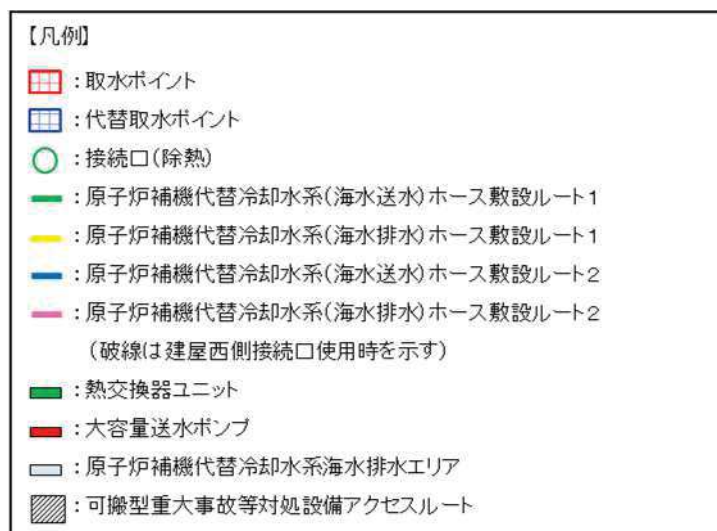 【凡例】
：取水ポイント
：代替取水ポイント
：接続口(除熱)
：原子炉補機代替冷却水系(海水送水)ホース敷設ルート1
：原子炉補機代替冷却水系(海水排水)ホース敷設ルート1
：原子炉補機代替冷却水系(海水送水)ホース敷設ルート2
：原子炉補機代替冷却水系(海水排水)ホース敷設ルート2
（破線は建屋西側接続口使用時を示す）
：熱交換器ユニット
：大容量送水ポンプ
：原子炉補機代替冷却水系海水排水エリア
：可搬型重大事故等対処設備アクセスルート